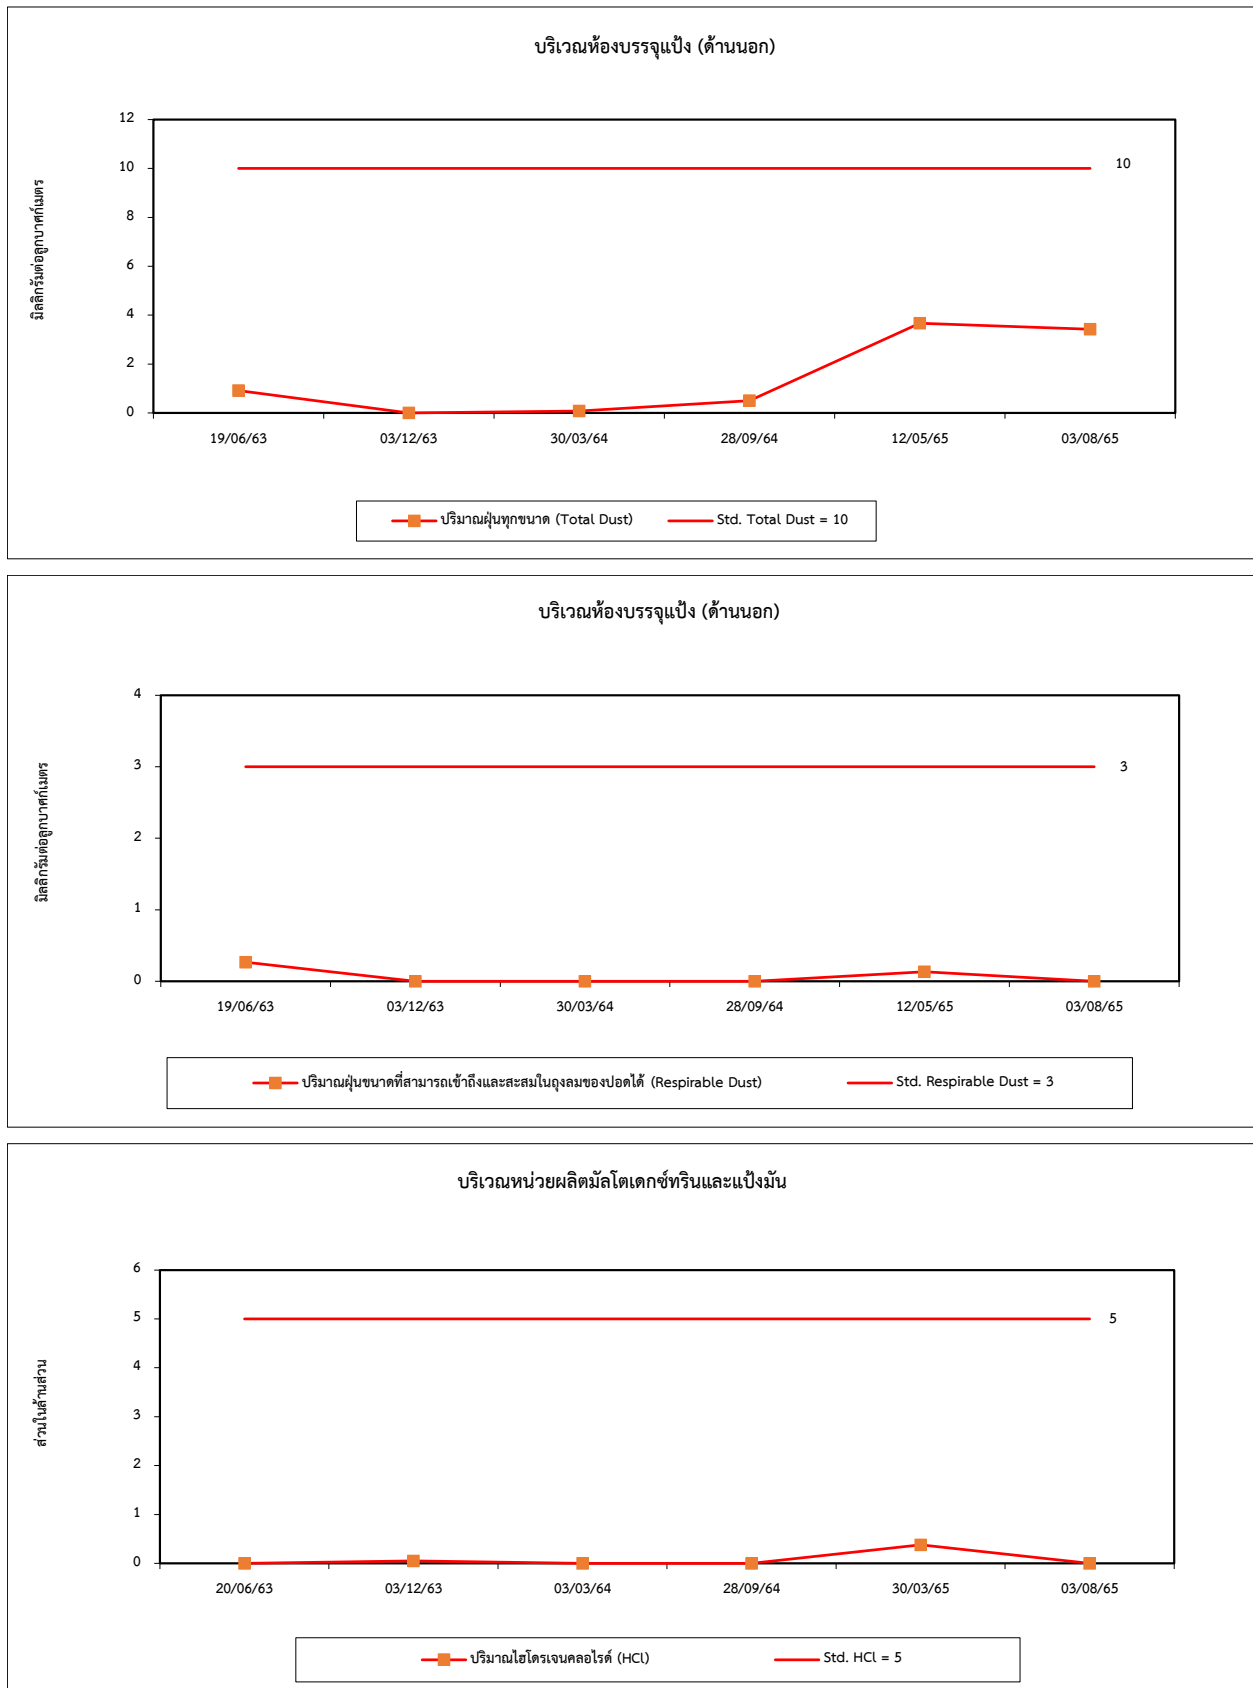 บริเวณห้องบรรจุแป้ง (ด้านนอก)
มิลลิกรัมต่อลูกบาศก์เมตร
12
10
8
6
4
2
0
10
19/06/63 03/12/63 30/03/64 28/09/64 12/05/65 03/08/65
ปริมาณฝุ่นทุกขนาด (Total Dust) Std. Total Dust = 10
บริเวณห้องบรรจุแป้ง (ด้านนอก)
มิลลิกรัมต่อลูกบาศก์เมตร
4
3
2
1
0
3
19/06/63 03/12/63 30/03/64 28/09/64 12/05/65 03/08/65
ปริมาณฝุ่นขนาดที่สามารถเข้าถึงและสะสมในถุงลมของปอดได้ (Respirable Dust) Std. Respirable Dust = 3
บริเวณหน่วยผลิตมัลโตเดกซ์ทรินและแป้งมัน
ส่วนในล้านส่วน
6
5
4
3
2
1
0
5
20/06/63 03/12/63 03/03/64 28/09/64 30/03/65 03/08/65
ปริมาณไฮโดรเจนคลอไรด์ (HCl) Std. HCl = 5